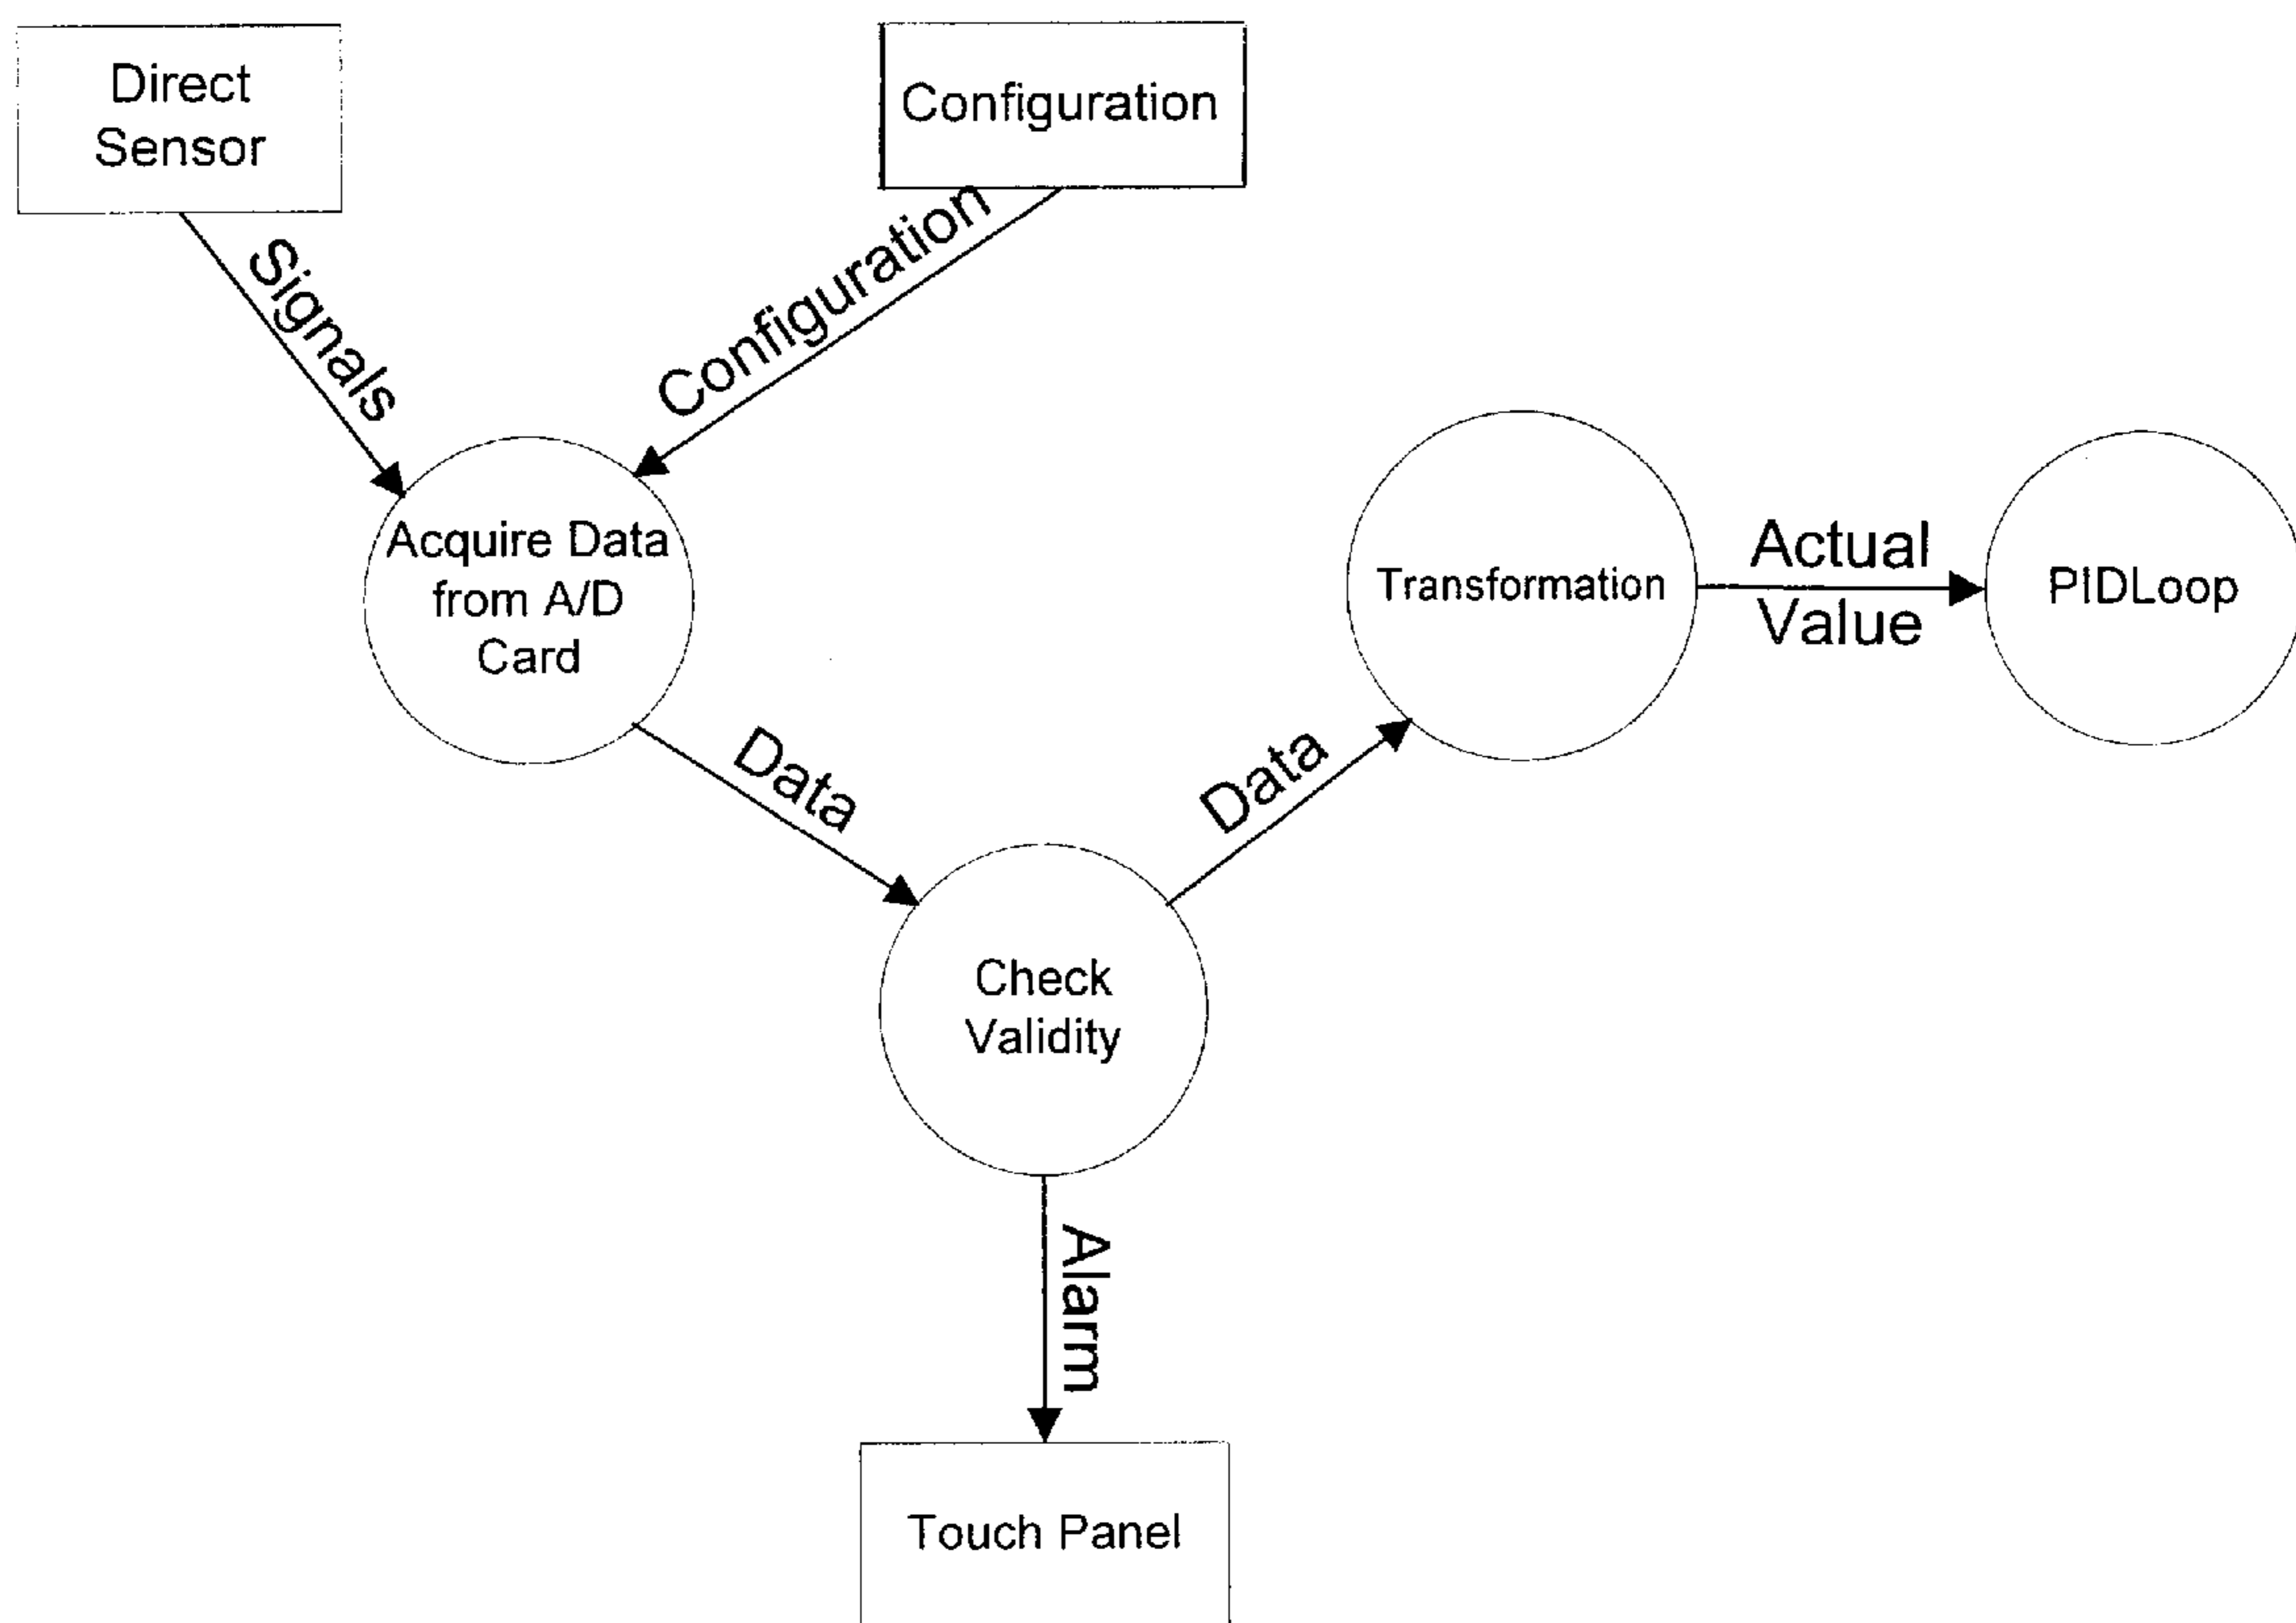 Direct
Sensor
Configuration
Signals
Configuration
Acquire Data
from A/D
Card
Transformation
Actual
Value
PIDLoop
Data
Data
Check
Validity
Alarm
Touch Panel